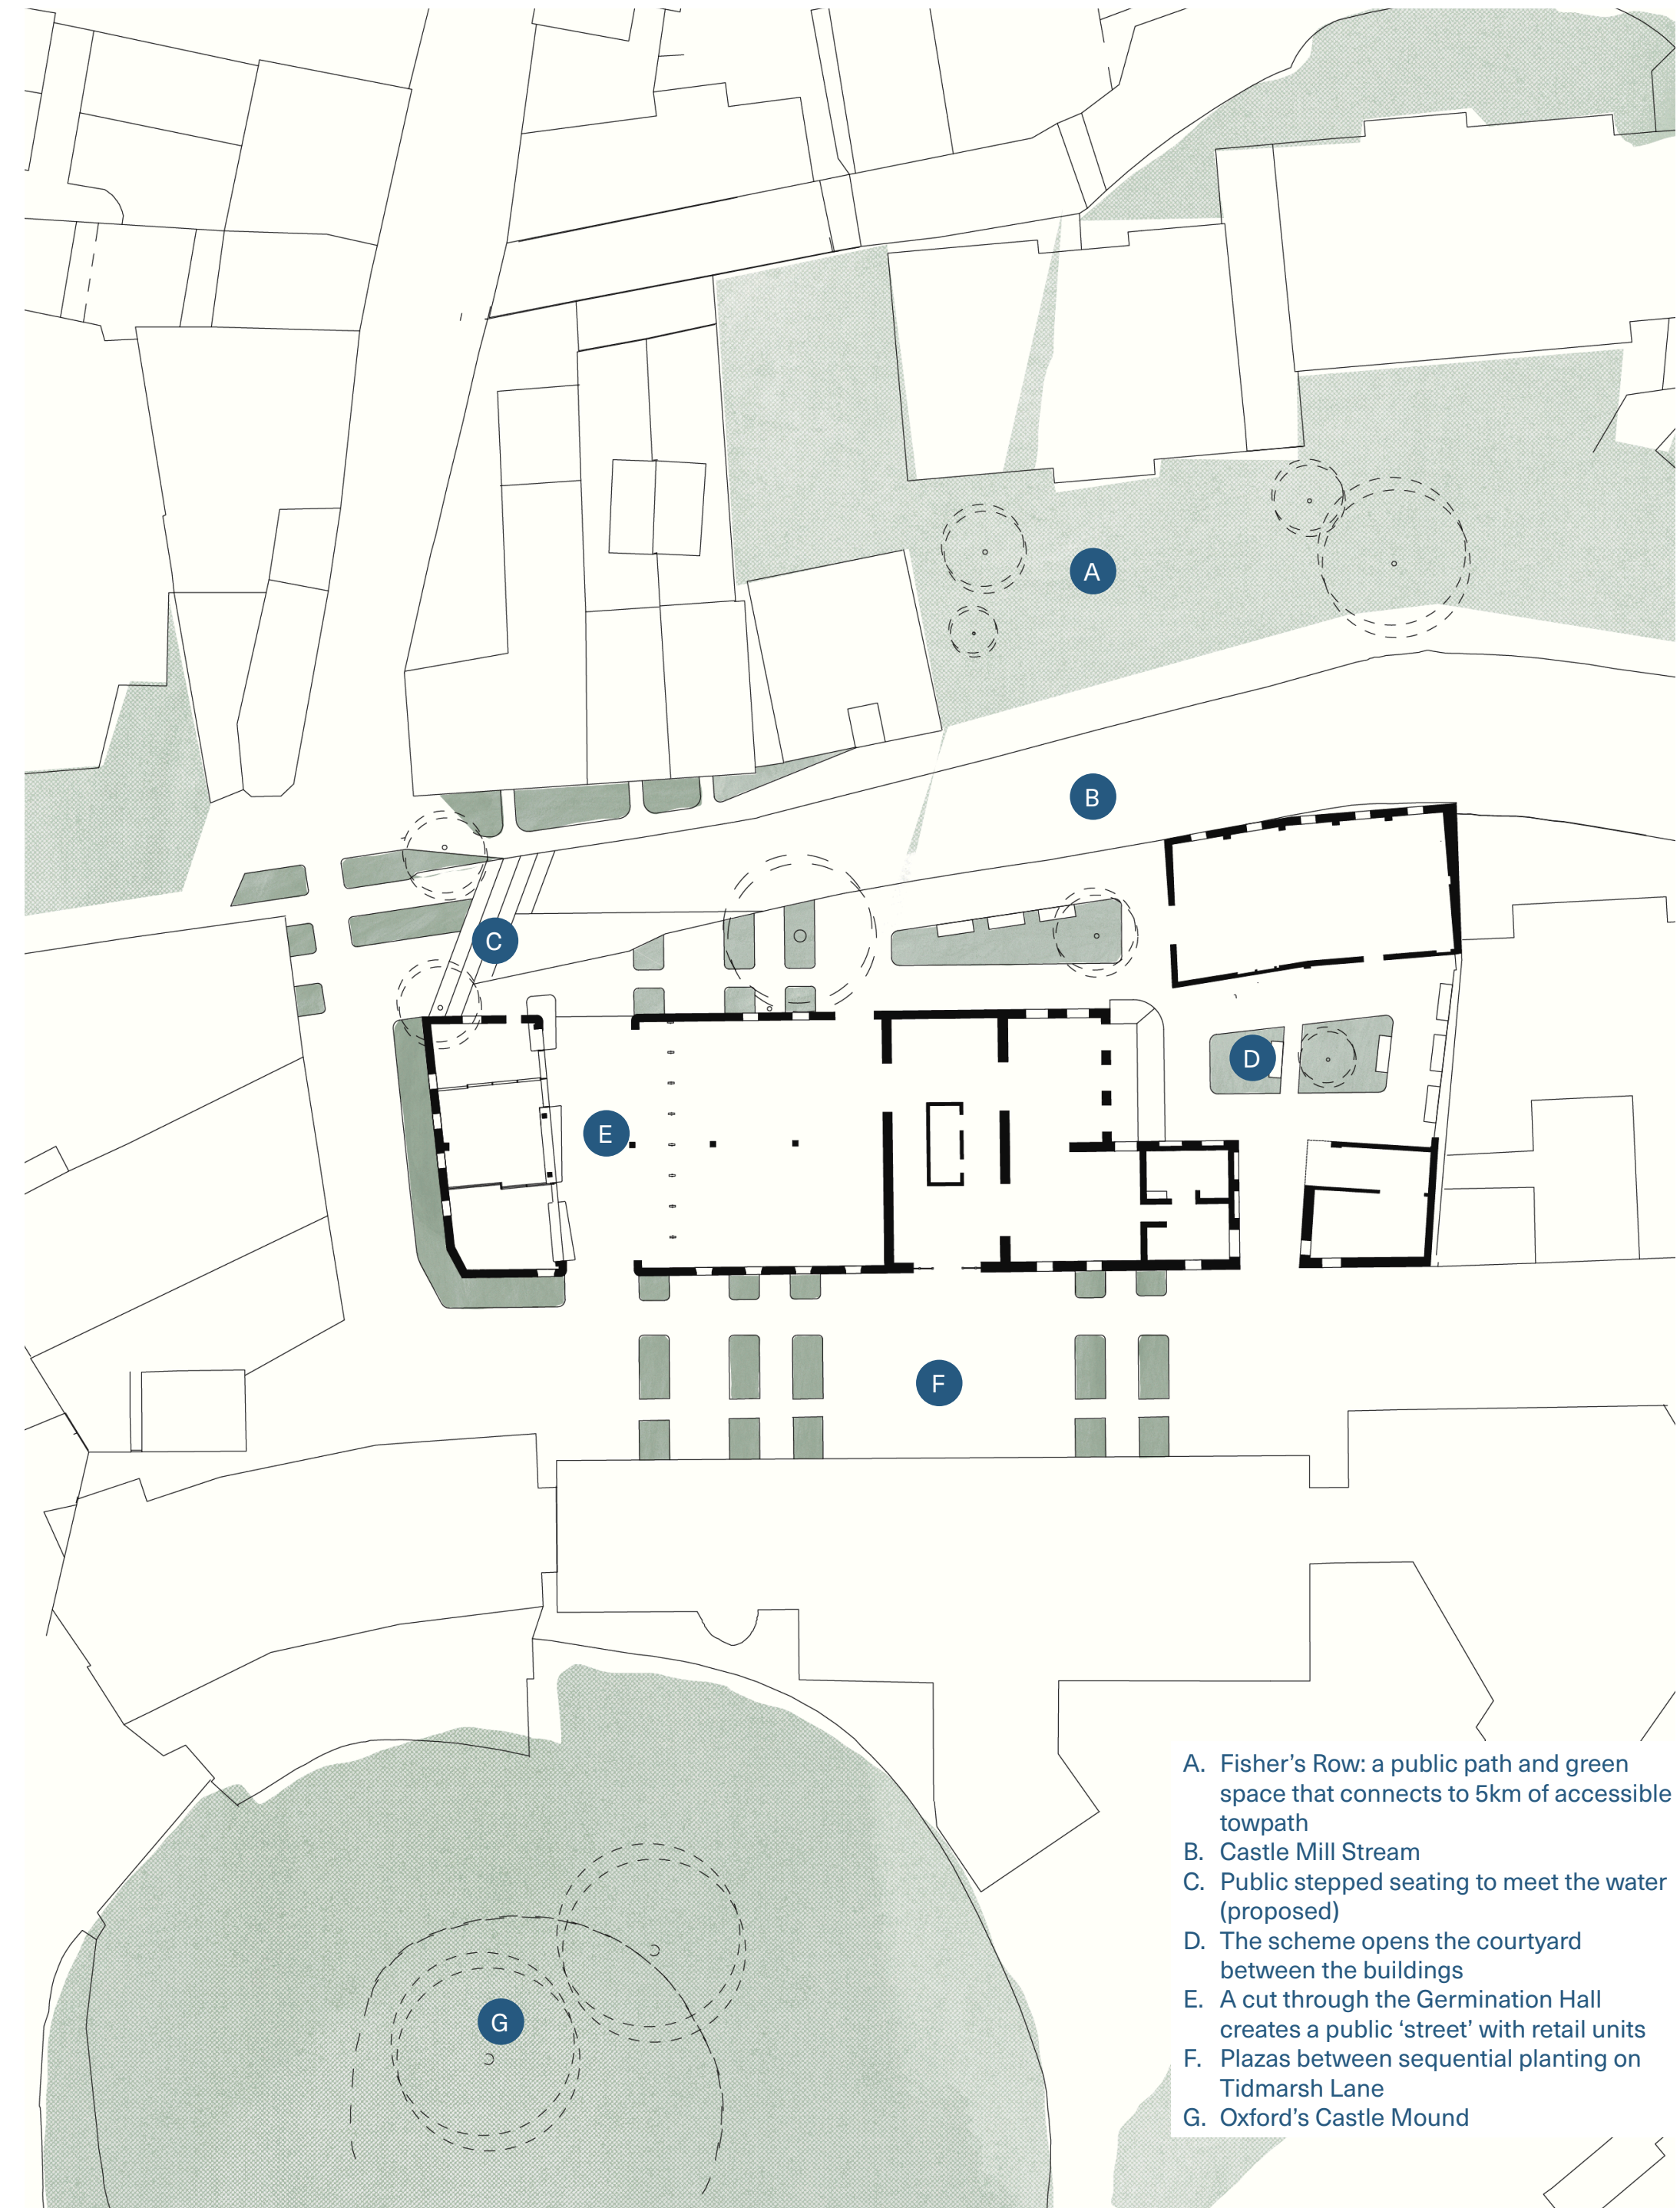 A
B
C
D
E
F
G
A. Fisher’s Row: a public path and green
space that connects to 5km of accessible
towpath
B. Castle Mill Stream
C. Public stepped seating to meet the water
(proposed)
D. The scheme opens the courtyard
between the buildings
E. A cut through the Germination Hall
creates a public ‘street’ with retail units
F. Plazas between sequential planting on
Tidmarsh Lane
G. Oxford’s Castle Mound